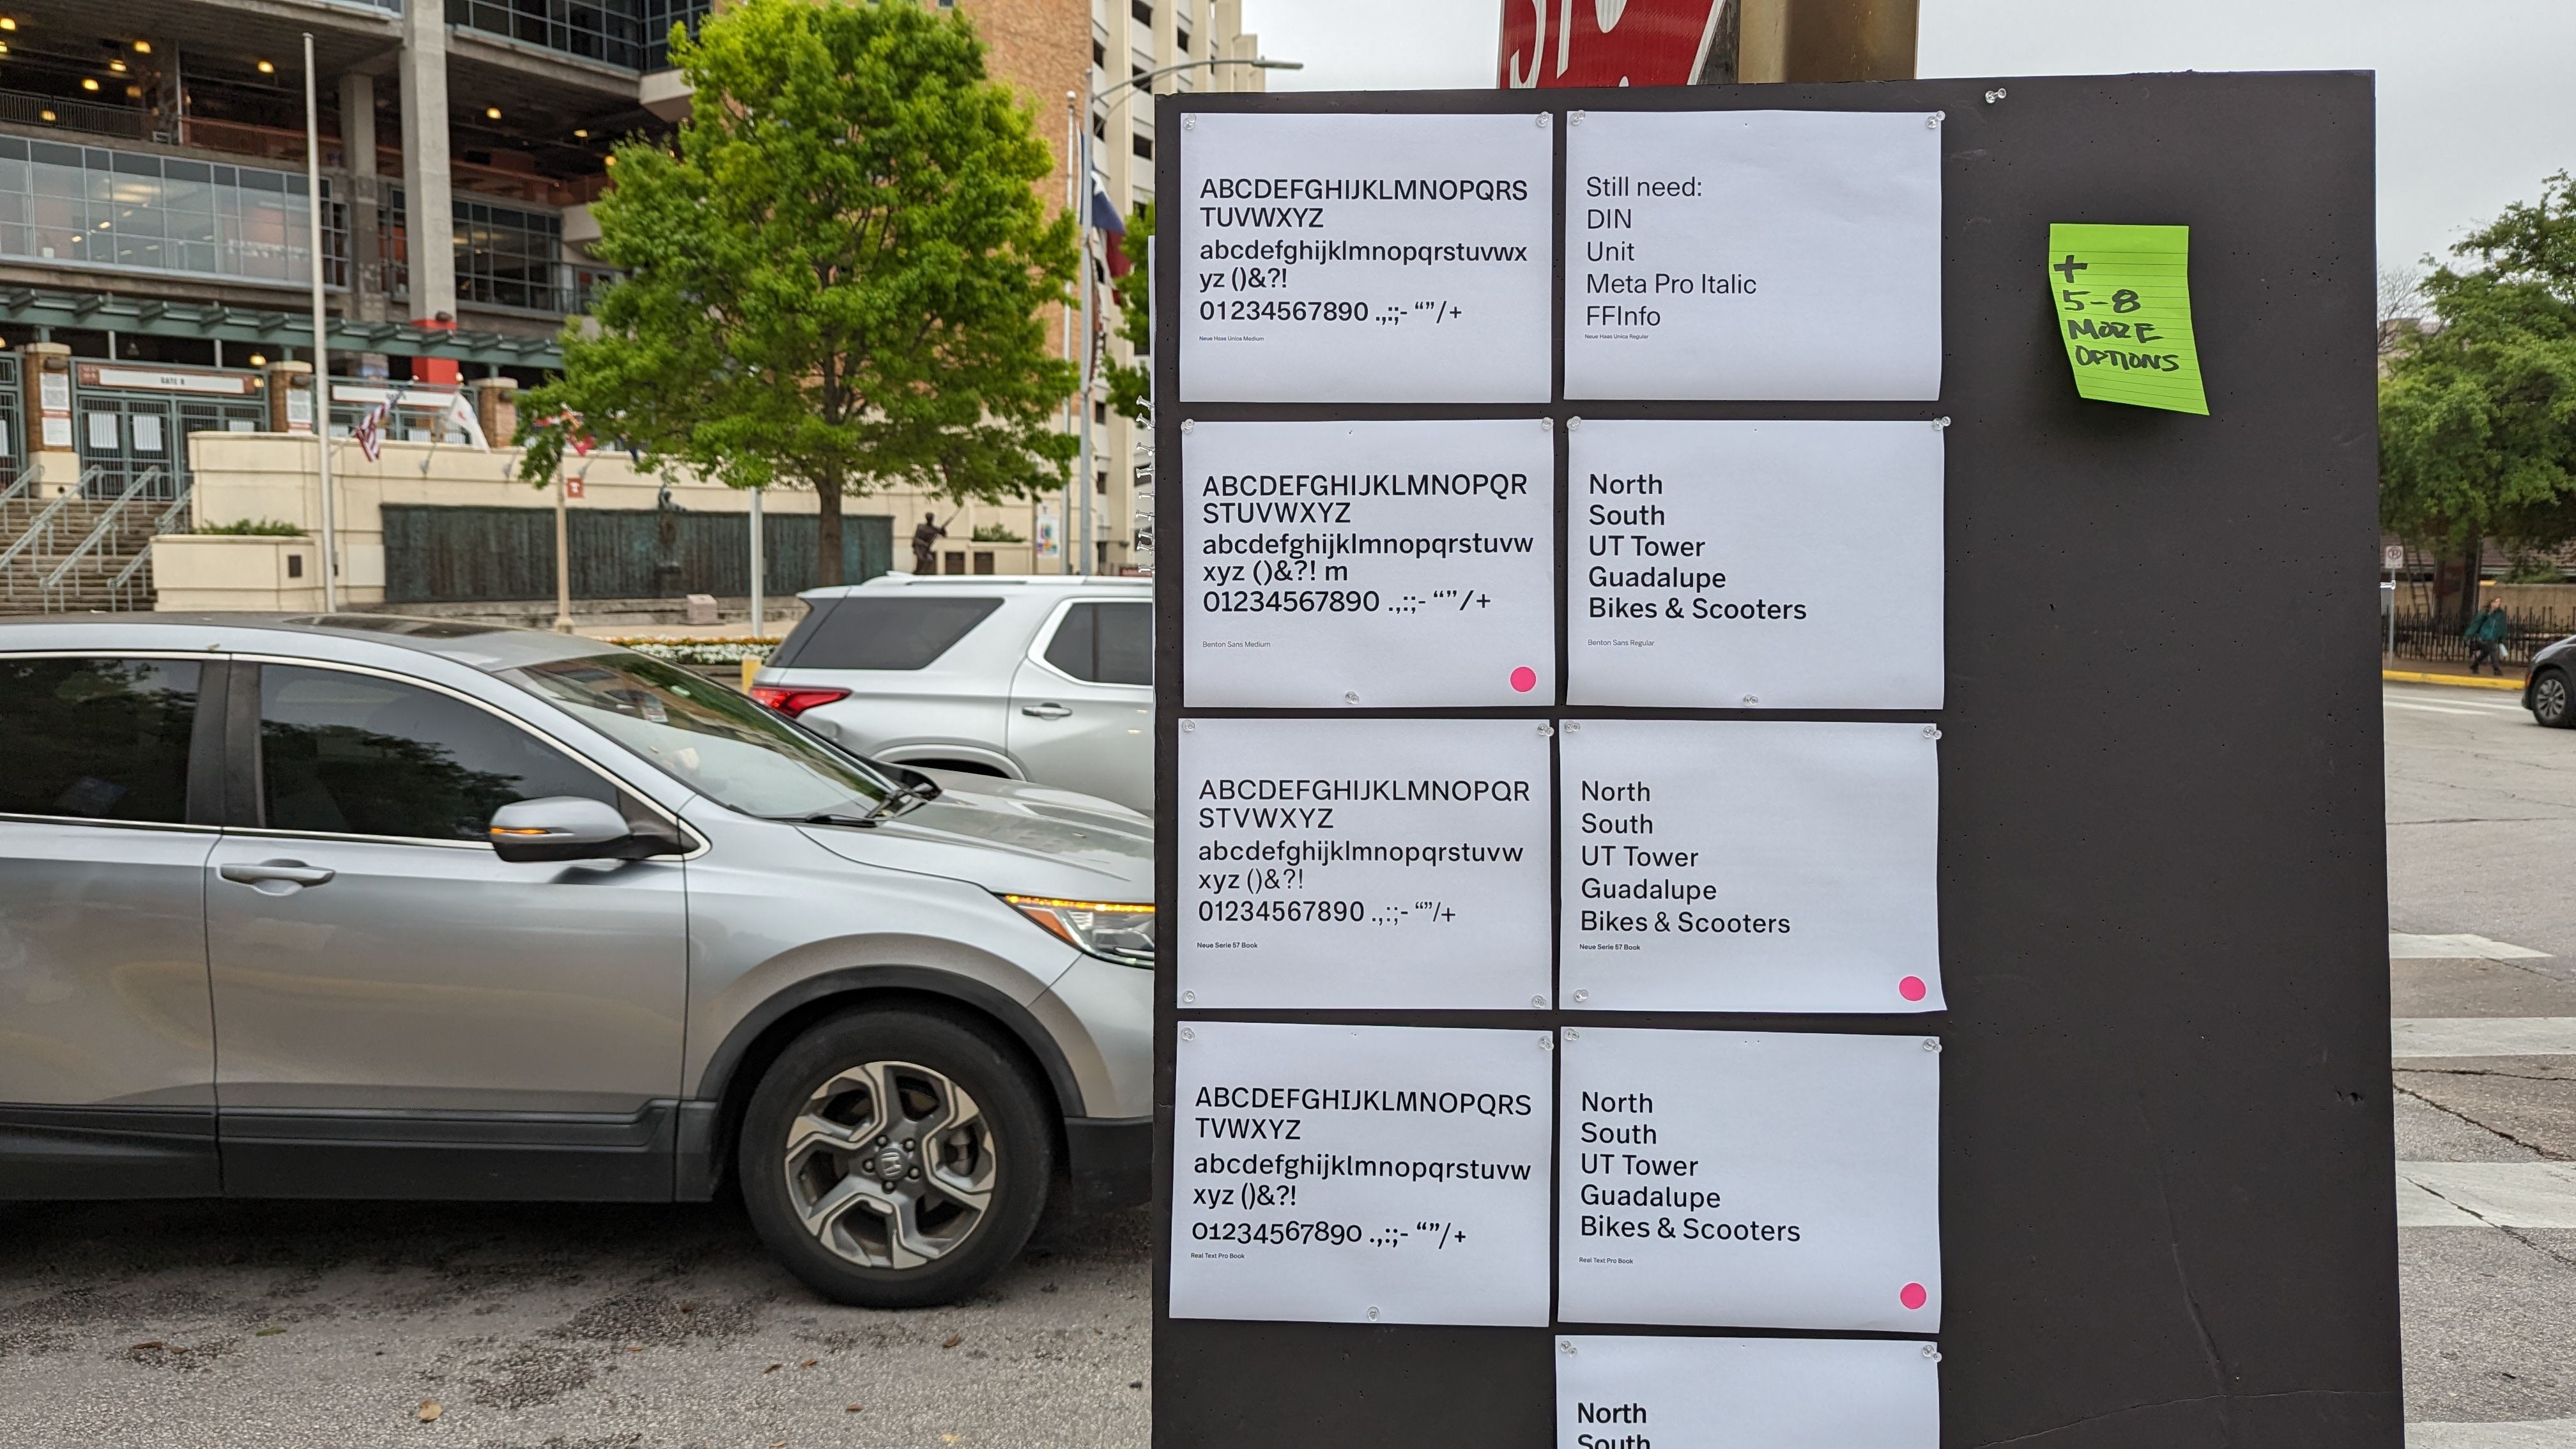 GATE 8
ABCDEFGHIJKLMNOPQRS
TUVWXYZ
abcdefghijklmnopqrstuvwx
yz ()&?!
01234567890 .,:;- “”/+
Neue Haas Unica Medium
Still need:
DIN
Unit
Meta Pro Italic
FFInfo
Neue Haas Unica Regular
+
5-8
MORE
OPTIONS
ABCDEFGHIJKLMNOPQR
STUVWXYZ
abcdefghijklmnopqrstuvw
xyz ()&?! m
01234567890 .,:;- “”/+
Benton Sans Medium
North
South
UT Tower
Guadalupe
Bikes & Scooters
Benton Sans Regular
ABCDEFGHIJKLMNOPQR
STVWXYZ
abcdefghijklmnopqrstuvw
xyz ()&?!
01234567890 .,:;- “”/+
Neue Serie 57 Book
North
South
UT Tower
Guadalupe
Bikes & Scooters
Neue Serie 57 Book
ABCDEFGHIJKLMNOPQRS
TVWXYZ
abcdefghijklmnopqrstuvw
xyz ()&?!
01234567890 .,:;- “”/+
Real Text Pro Book
North
South
UT Tower
Guadalupe
Bikes & Scooters
Real Text Pro Book
North
South